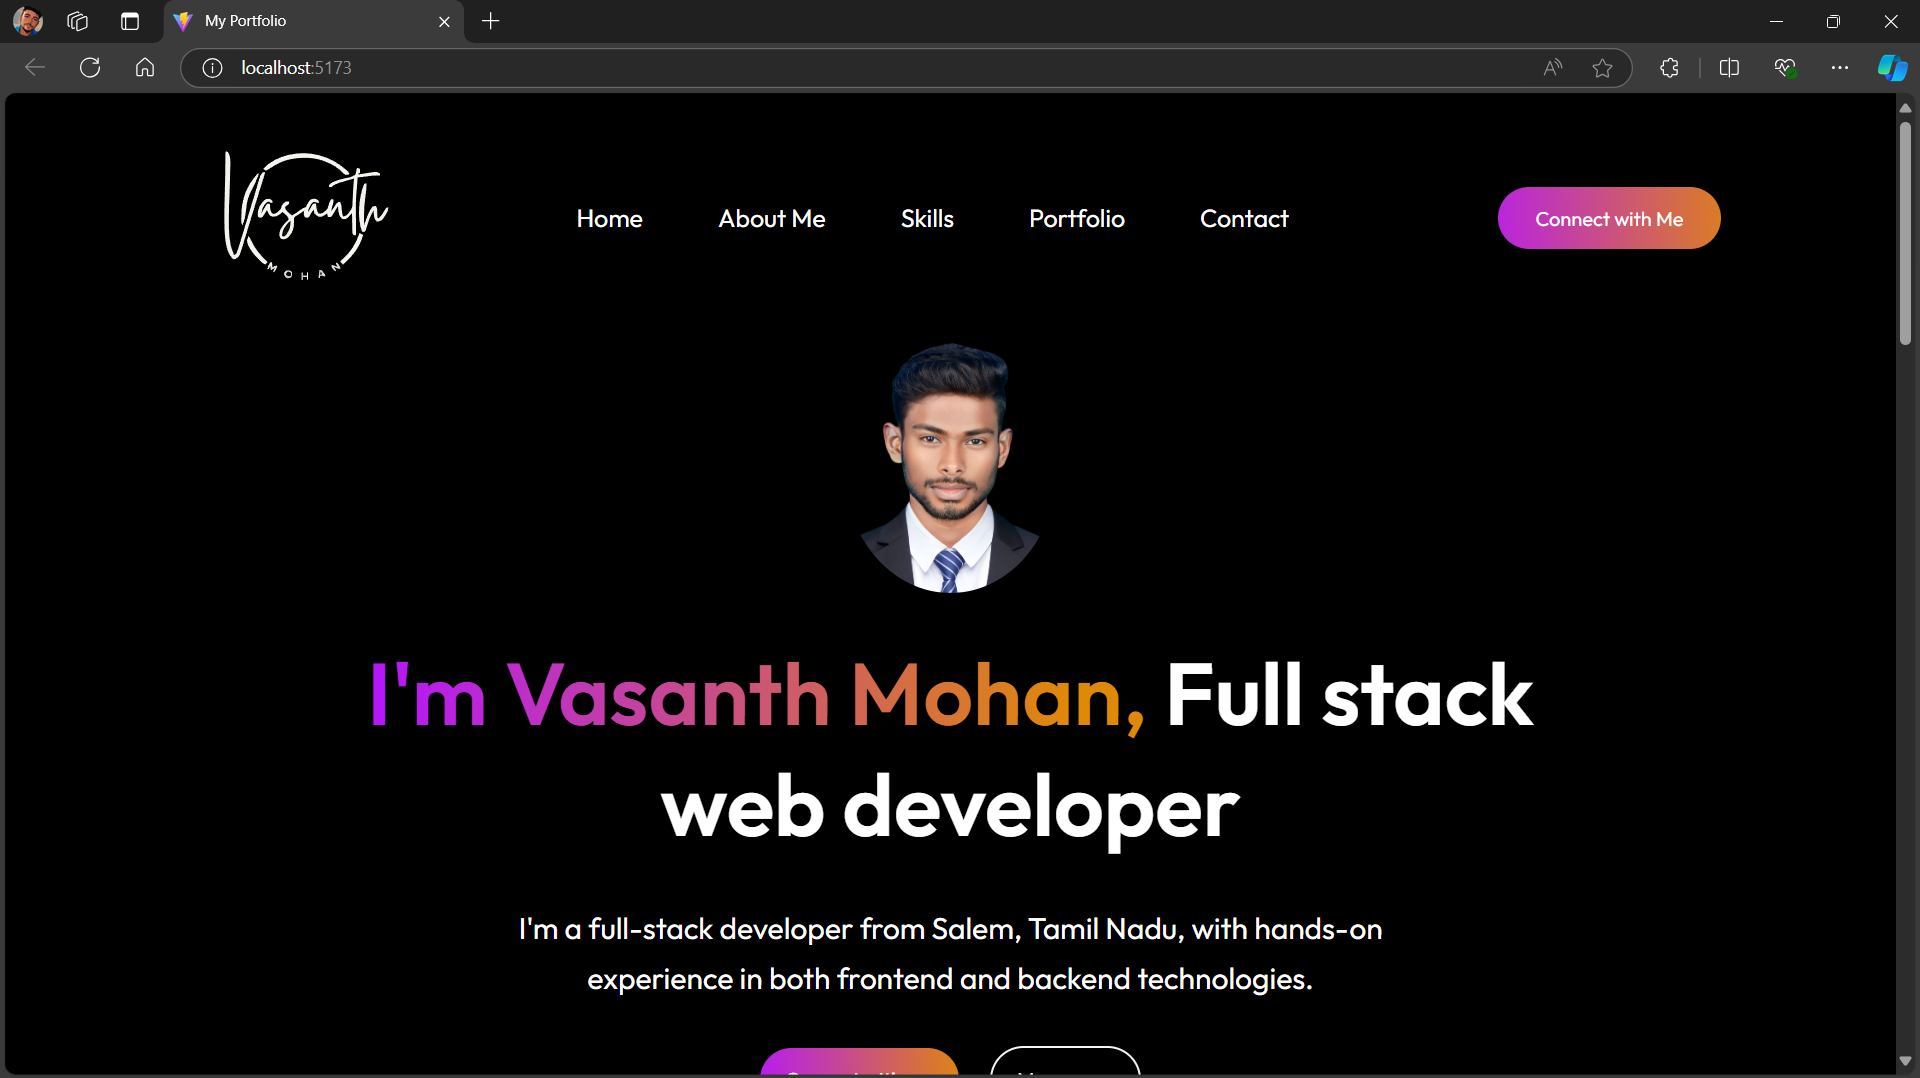 My Portfolio
localhost:5173
Vasanth
MOHAN
Home
About Me
Skills
Portfolio
Contact
Connect with Me
I'm Vasanth Mohan, Full stack
web developer
I'm a full-stack developer from Salem, Tamil Nadu, with hands-on
experience in both frontend and backend technologies.